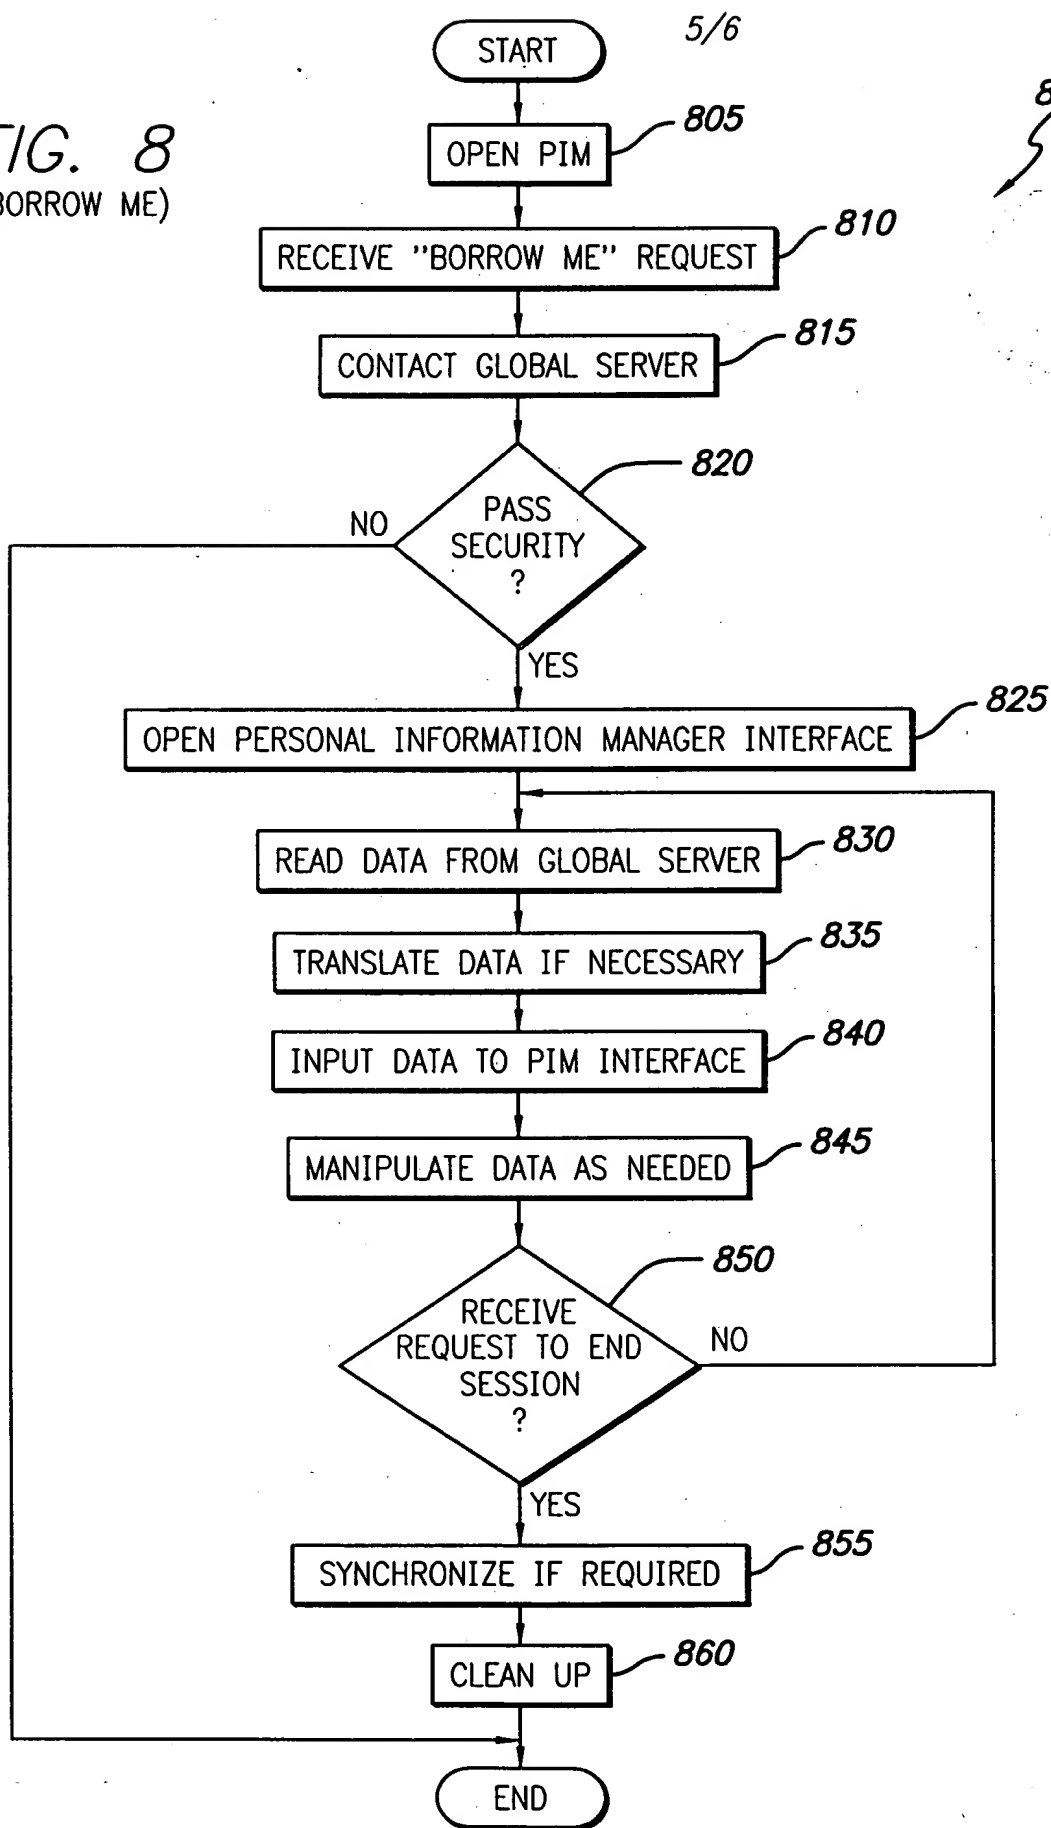 START
5/6
FIG. 8
BORROW ME)
8
OPEN PIM
805
RECEIVE "BORROW ME" REQUEST
810
CONTACT GLOBAL SERVER
815
PASS
SECURITY
?
820
NO
YES
OPEN PERSONAL INFORMATION MANAGER INTERFACE
825
READ DATA FROM GLOBAL SERVER
830
TRANSLATE DATA IF NECESSARY
835
INPUT DATA TO PIM INTERFACE
840
MANIPULATE DATA AS NEEDED
845
RECEIVE
REQUEST TO END
SESSION
?
850
NO
YES
SYNCHRONIZE IF REQUIRED
855
CLEAN UP
860
END